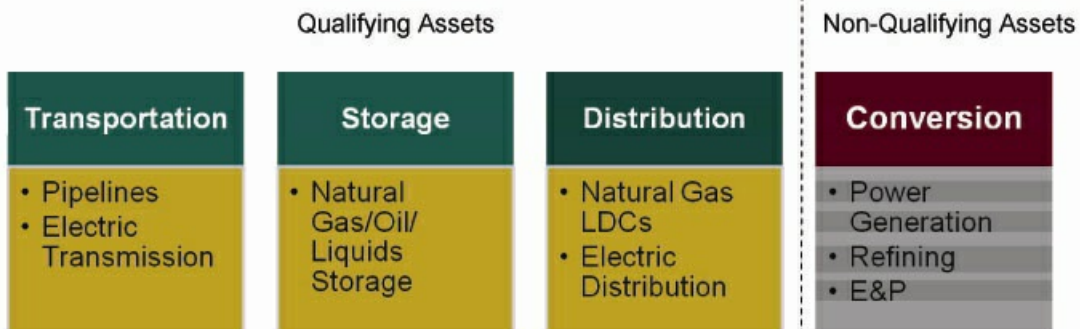 Qualifying Assets
Non-Qualifying Assets
Transportation
• Pipelines
• Electric
Transmission
Storage
• Natural
Gas/Oil/
Liquids
Storage
Distribution
• Natural Gas
LDCs
• Electric
Distribution
Conversion
• Power
Generation
• Refining
• E&P